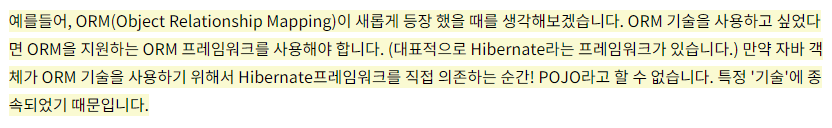 예를들어, ORM(Object Relationship Mapping)이 새롭게 등장 했을 때를 생각해보겠습니다. ORM 기술을 사용하고 싶었다
면 ORM을 지원하는 ORM 프레임워크를 사용해야 합니다. (대표적으로 Hibernate라는 프레임워크가 있습니다.) 만약 자바 객
체가 ORM 기술을 사용하기 위해서 Hibernate프레임워크를 직접 의존하는 순간! POJO라고 할 수 없습니다. 특정 '기술'에 종
속되었기 때문입니다.